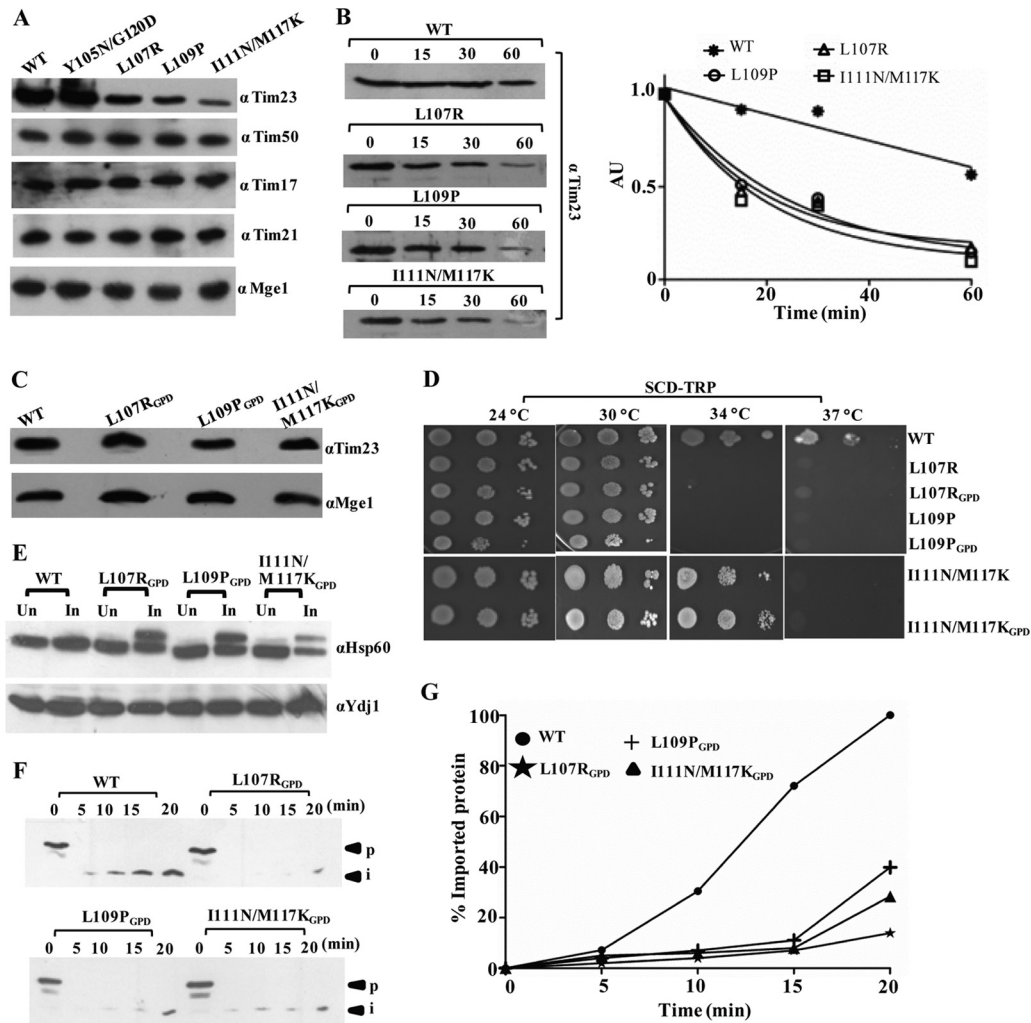 A
WT
Y105N/G120D
L107R
L109P
I111N/M117K
α Tim23
α Tim50
α Tim17
α Tim21
α Mge1
B
WT
0 15 30 60
L107R
0 15 30 60
L109P
0 15 30 60
I111N/M117K
0 15 30 60
α Tim23
WT
L107R
L109P
I111N/M117K
AU
1.0
0.5
0
0 20 40 60
Time (min)
C
WT
L107RGPD
L109PGPD
I111N/
M117KGPD
αTim23
αMge1
D
SCD-TRP
24 °C 30 °C 34 °C 37 °C
WT
L107R
L107RGPD
L109P
L109PGPD
I111N/M117K
I111N/M117KGPD
E
WT
L107RGPD
L109PGPD
I111N/
M117KGPD
Un In Un In Un In Un In
αHsp60
αYdj1
F
WT
L107RGPD
0 5 10 15 20 0 5 10 15 20 (min)
p
i
L109PGPD
I111N/M117KGPD
0 5 10 15 20 0 5 10 15 20 (min)
p
i
G
WT
L109PGPD
L107RGPD
I111N/M117KGPD
% Imported protein
100
80
60
40
20
0
0 5 10 15 20
Time (min)